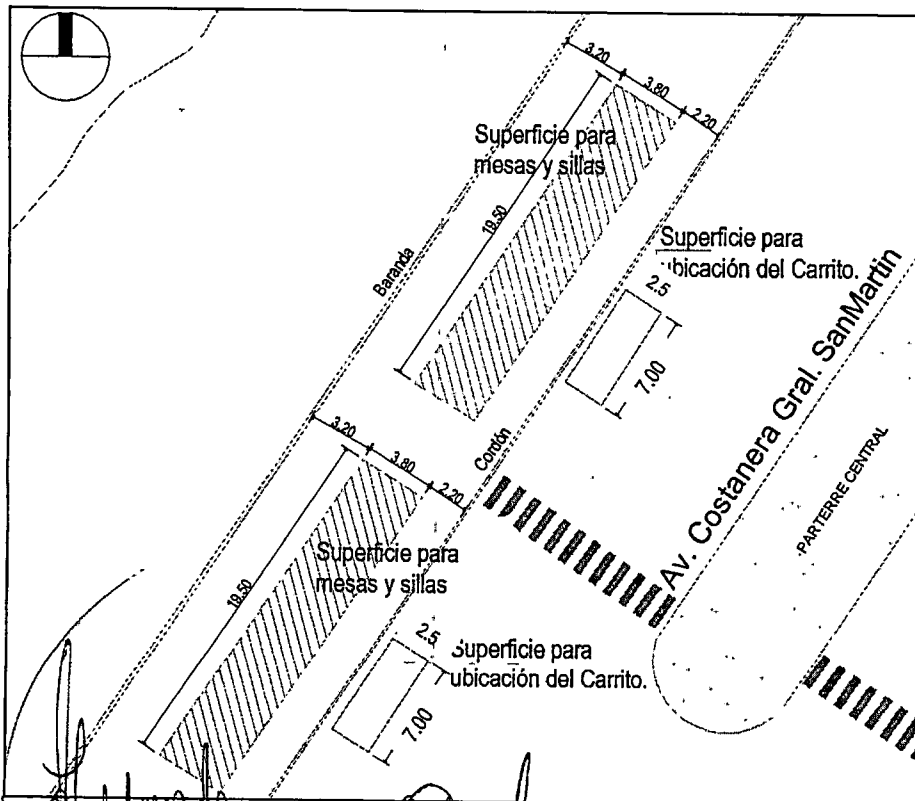 3.20
3.80
2.20
Superficie para
mesas y sillas
19.50
Baranda
Superficie para
ubicación del Carrito.
2.5
7.00
Av. Costanera Gral. SanMartin
PARTERRE CENTRAL
Cordón
3.20
3.80
2.20
Superficie para
mesas y sillas
19.50
Superficie para
ubicación del Carrito.
2.5
7.00